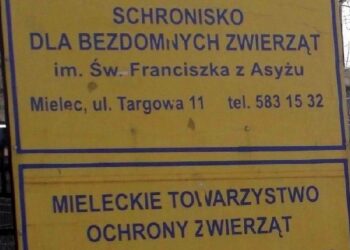 SCHRONISKO
DLA BEZDOMNYCH ZWIERZĄT
im. Św. Franciszka z Asyżu
Mielec, ul. Targowa 11 tel. 583 15 32
MIELECKIE TOWARZYSTWO
OCHRONY ZWIERZĄT